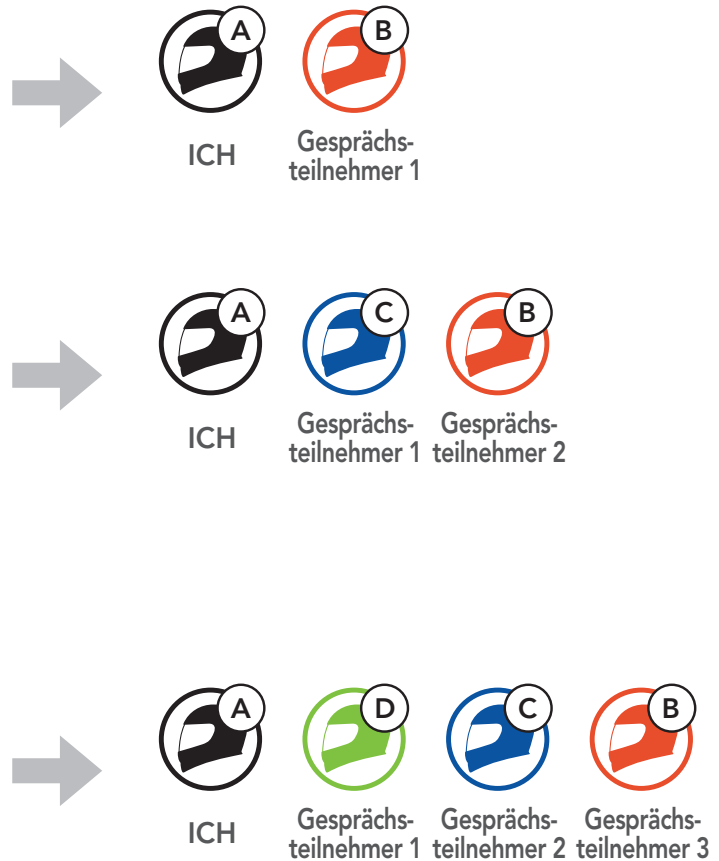 A B
ICH Gesprächs-
teilnehmer 1
A C B
ICH Gesprächs- Gesprächs-
teilnehmer 1 teilnehmer 2
A D C B
ICH Gesprächs- Gesprächs- Gesprächs-
teilnehmer 1 teilnehmer 2 teilnehmer 3